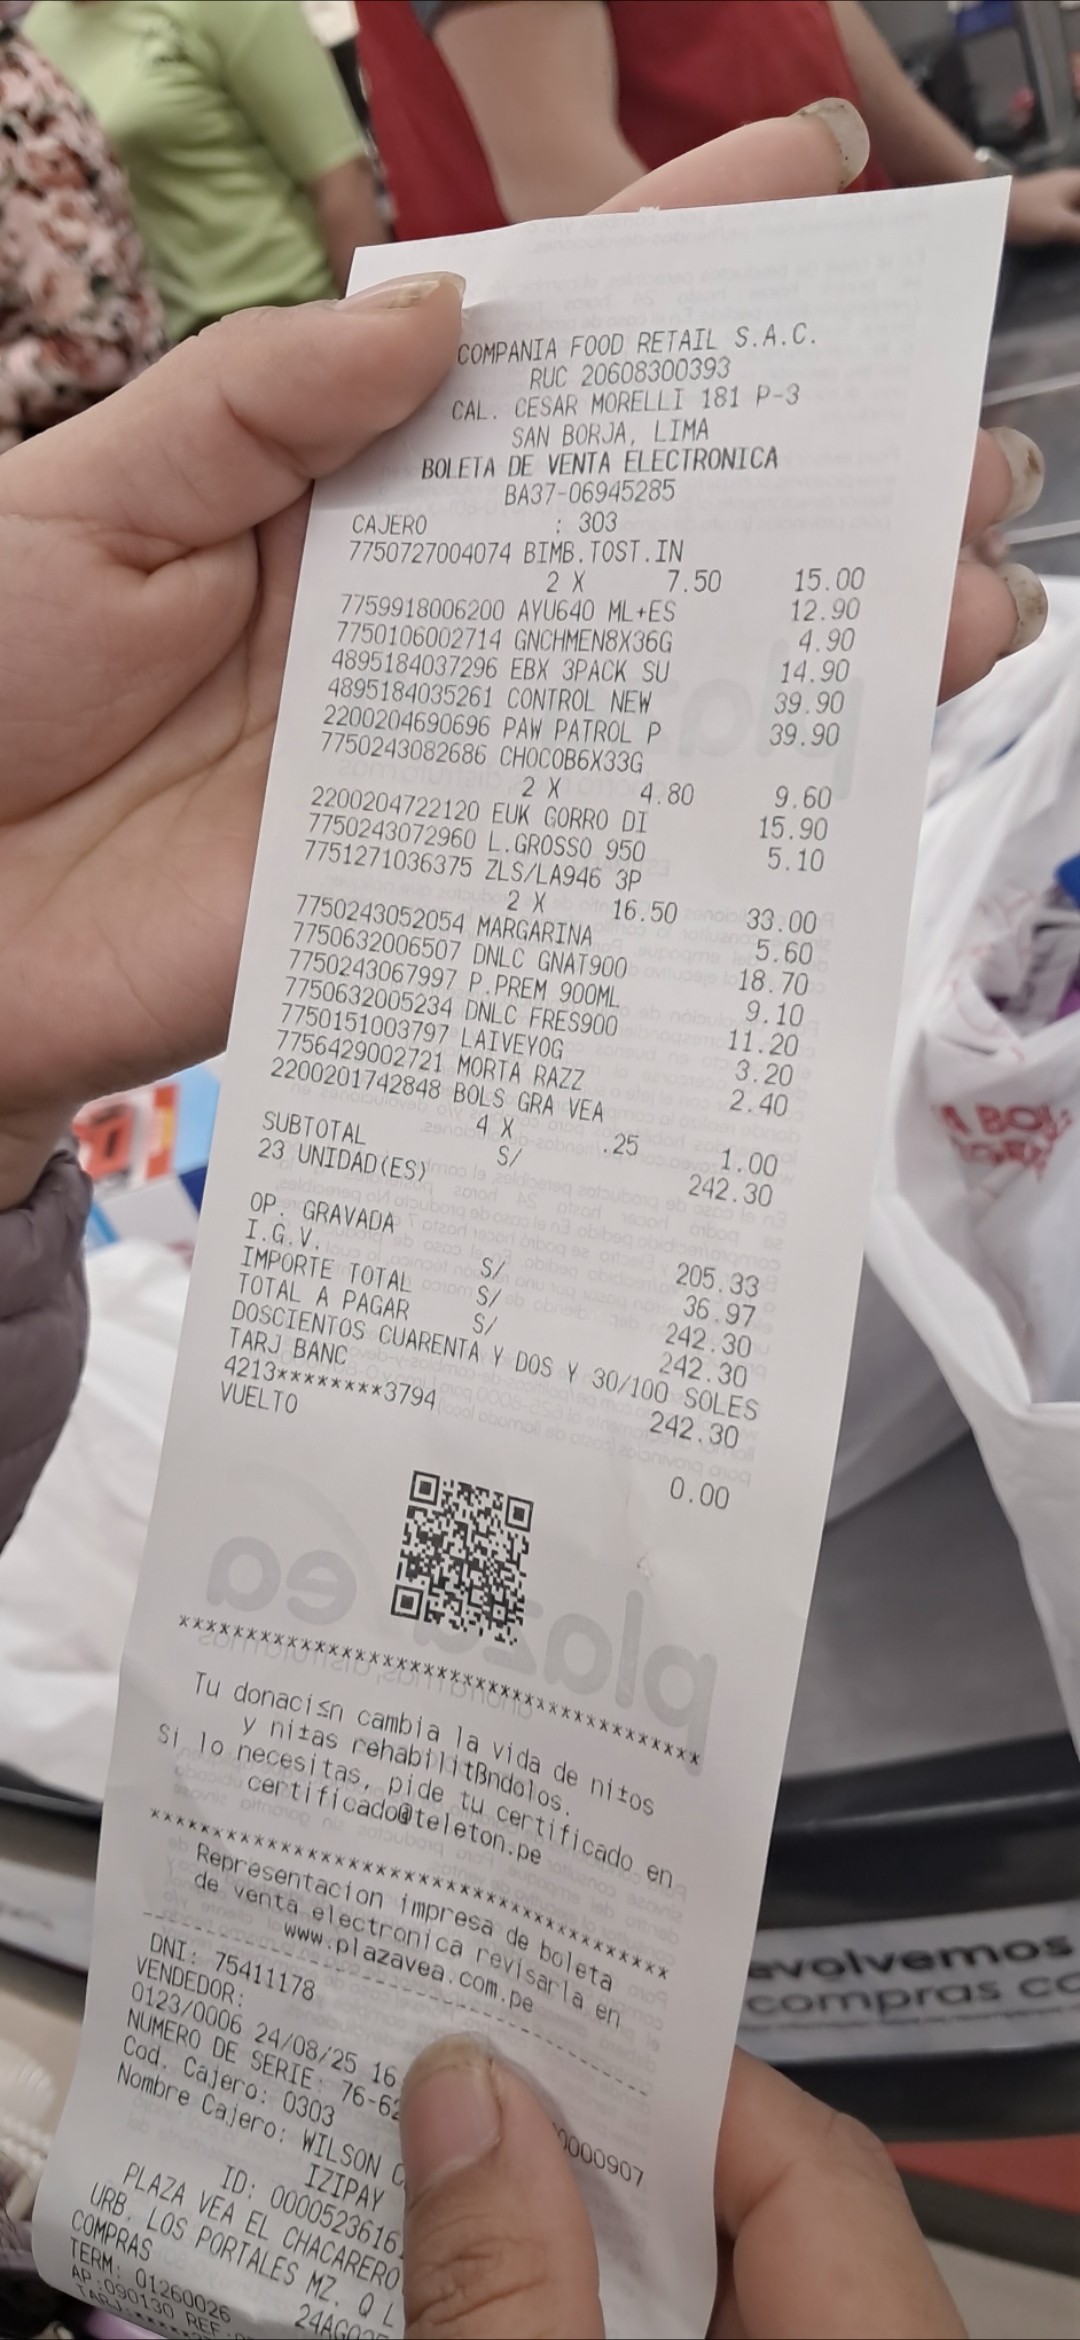 COMPANIA FOOD RETAIL S.A.C.
RUC 20608300393
CAL. CESAR MORELLI 181 P-3
SAN BORJA, LIMA
BOLETA DE VENTA ELECTRONICA
BA37-06945285
CAJERO : 303
7750727004074 BIMB.TOST.IN
2 X 7.50 15.00
7759918006200 AYU640 ML+ES 12.90
7750106002714 GNCHMEN8X36G 4.90
4895184037296 EBX 3PACK SU 14.90
4895184035261 CONTROL NEW 39.90
2200204690696 PAW PATROL P 39.90
7750243082686 CHOCOB6X33G
2 X 4.80 9.60
2200204722120 EUK GORRO DI 15.90
7750243072960 L.GROSSO 950 5.10
7751271036375 ZLS/LA946 3P
2 X 16.50 33.00
7750243052054 MARGARINA 5.60
7750632006507 DNLC GNAT900 18.70
7750243067997 P.PREM 900ML 9.10
7750632005234 DNLC FRES900 11.20
7750151003797 LAIVEYOG 3.20
7756429002721 MORTA RAZZ 2.40
2200201742848 BOLS GRA VEA
4 X .25 1.00
SUBTOTAL S/ 242.30
23 UNIDAD(ES)
OP. GRAVADA S/ 205.33
I.G.V. S/ 36.97
IMPORTE TOTAL S/ 242.30
TOTAL A PAGAR 242.30
DOSCIENTOS CUARENTA Y DOS Y 30/100 SOLES
TARJ BANC 242.30
4213********3794
VUELTO 0.00
plaza ea
****************************************
Tu donaci≤n cambia la vida de ni±os
y ni±as rehabilitßndolos.
Si lo necesitas, pide tu certificado en
certificado@teleton.pe
****************************************
Representacion impresa de boleta
de venta electronica revisarla en
www.plazavea.com.pe
----------------------------------------
DNI: 75411178
VENDEDOR:
0123/0006 24/08/25 16
NUMERO DE SERIE: 76-62 0000907
Cod. Cajero: 0303
Nombre Cajero: WILSON C
IZIPAY
ID: 0000523616
PLAZA VEA EL CHACARERO
URB. LOS PORTALES MZ. Q L
COMPRAS 24AGO25
TERM: 01260026
AP:090130 REF
evolvemos
compras co